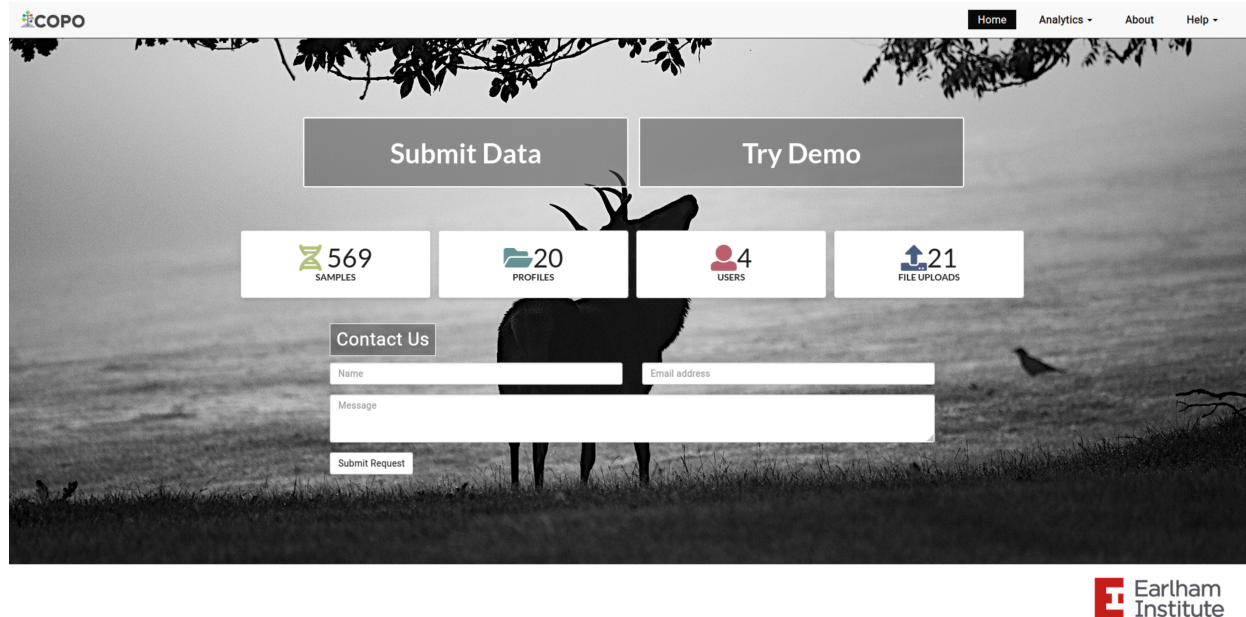 COPO
Home Analytics About Help
Submit Data Try Demo
569 20 4 21
SAMPLES PROFILES USERS FILE UPLOADS
Contact Us
Name Email address
Message
Submit Request
Earlham
Institute